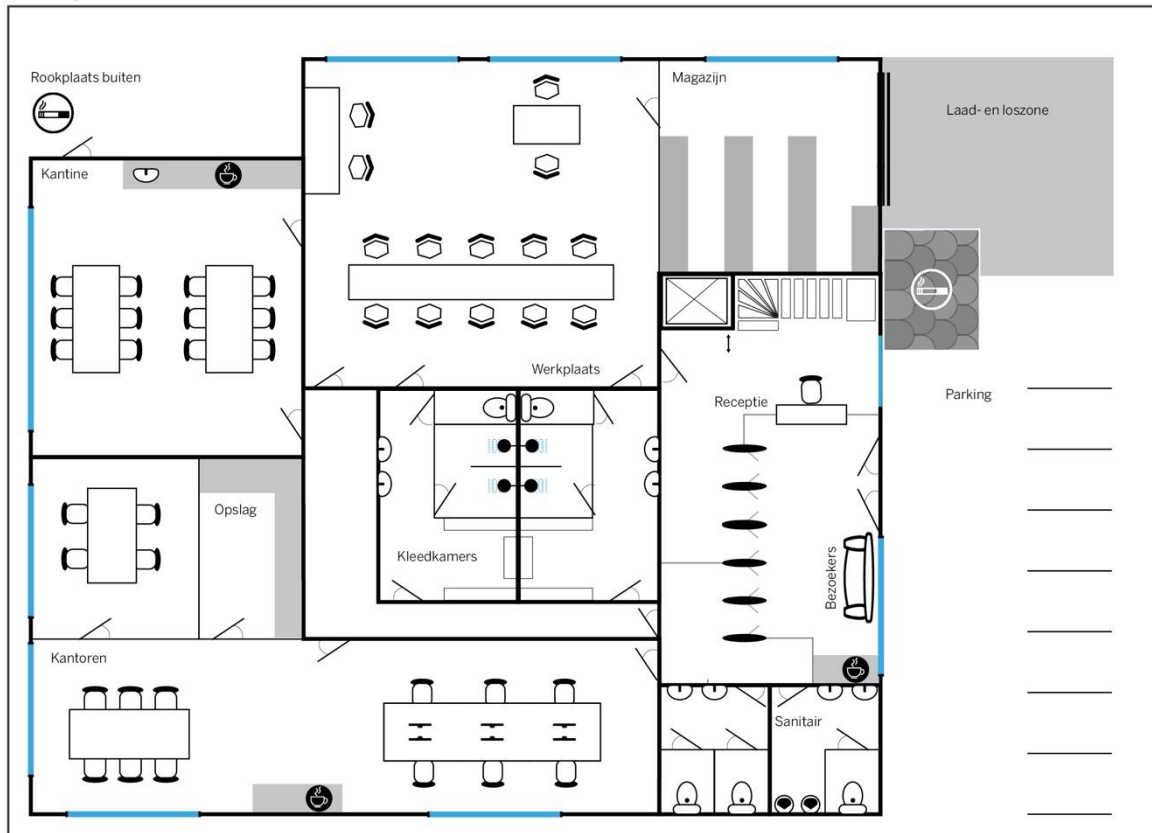 Rookplaats buiten
Magazijn
Laad- en loszone
Kantine
Werkplaats
Receptie
Parking
Opslag
Kleedkamers
Bezoekers
Kantoren
Sanitair